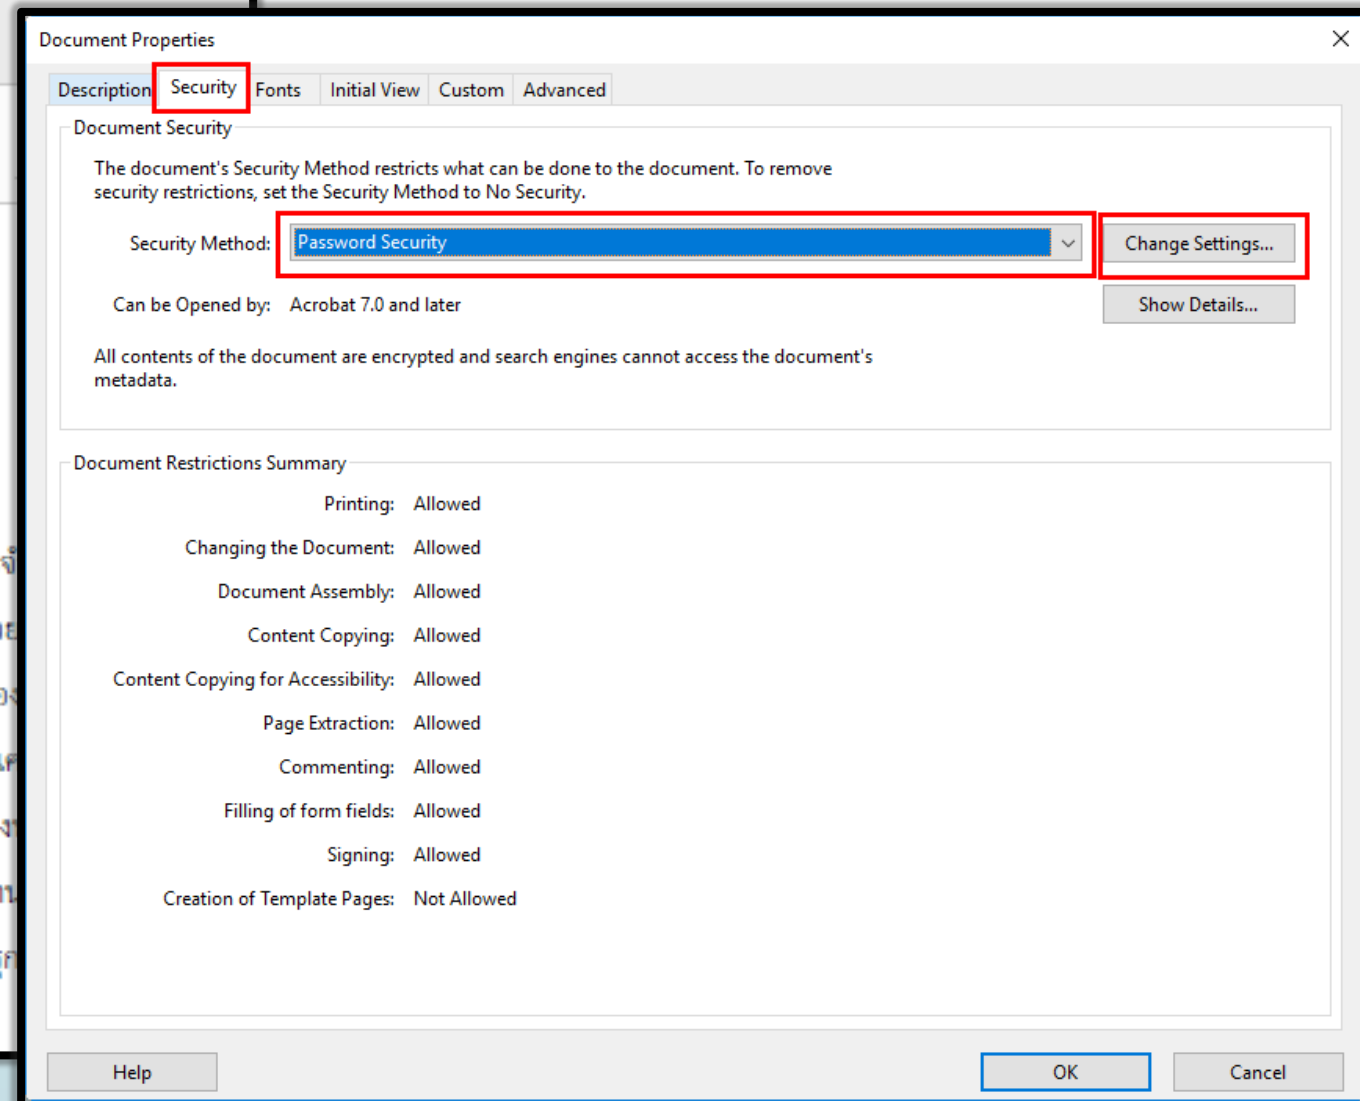 Document Properties
Description Security Fonts Initial View Custom Advanced
Document Security
The document's Security Method restricts what can be done to the document. To remove
security restrictions, set the Security Method to No Security.
Security Method: Password Security Change Settings...
Can be Opened by: Acrobat 7.0 and later Show Details...
All contents of the document are encrypted and search engines cannot access the document's
metadata.
Document Restrictions Summary
Printing: Allowed
Changing the Document: Allowed
Document Assembly: Allowed
Content Copying: Allowed
Content Copying for Accessibility: Allowed
Page Extraction: Allowed
Commenting: Allowed
Filling of form fields: Allowed
Signing: Allowed
Creation of Template Pages: Not Allowed
Help OK Cancel